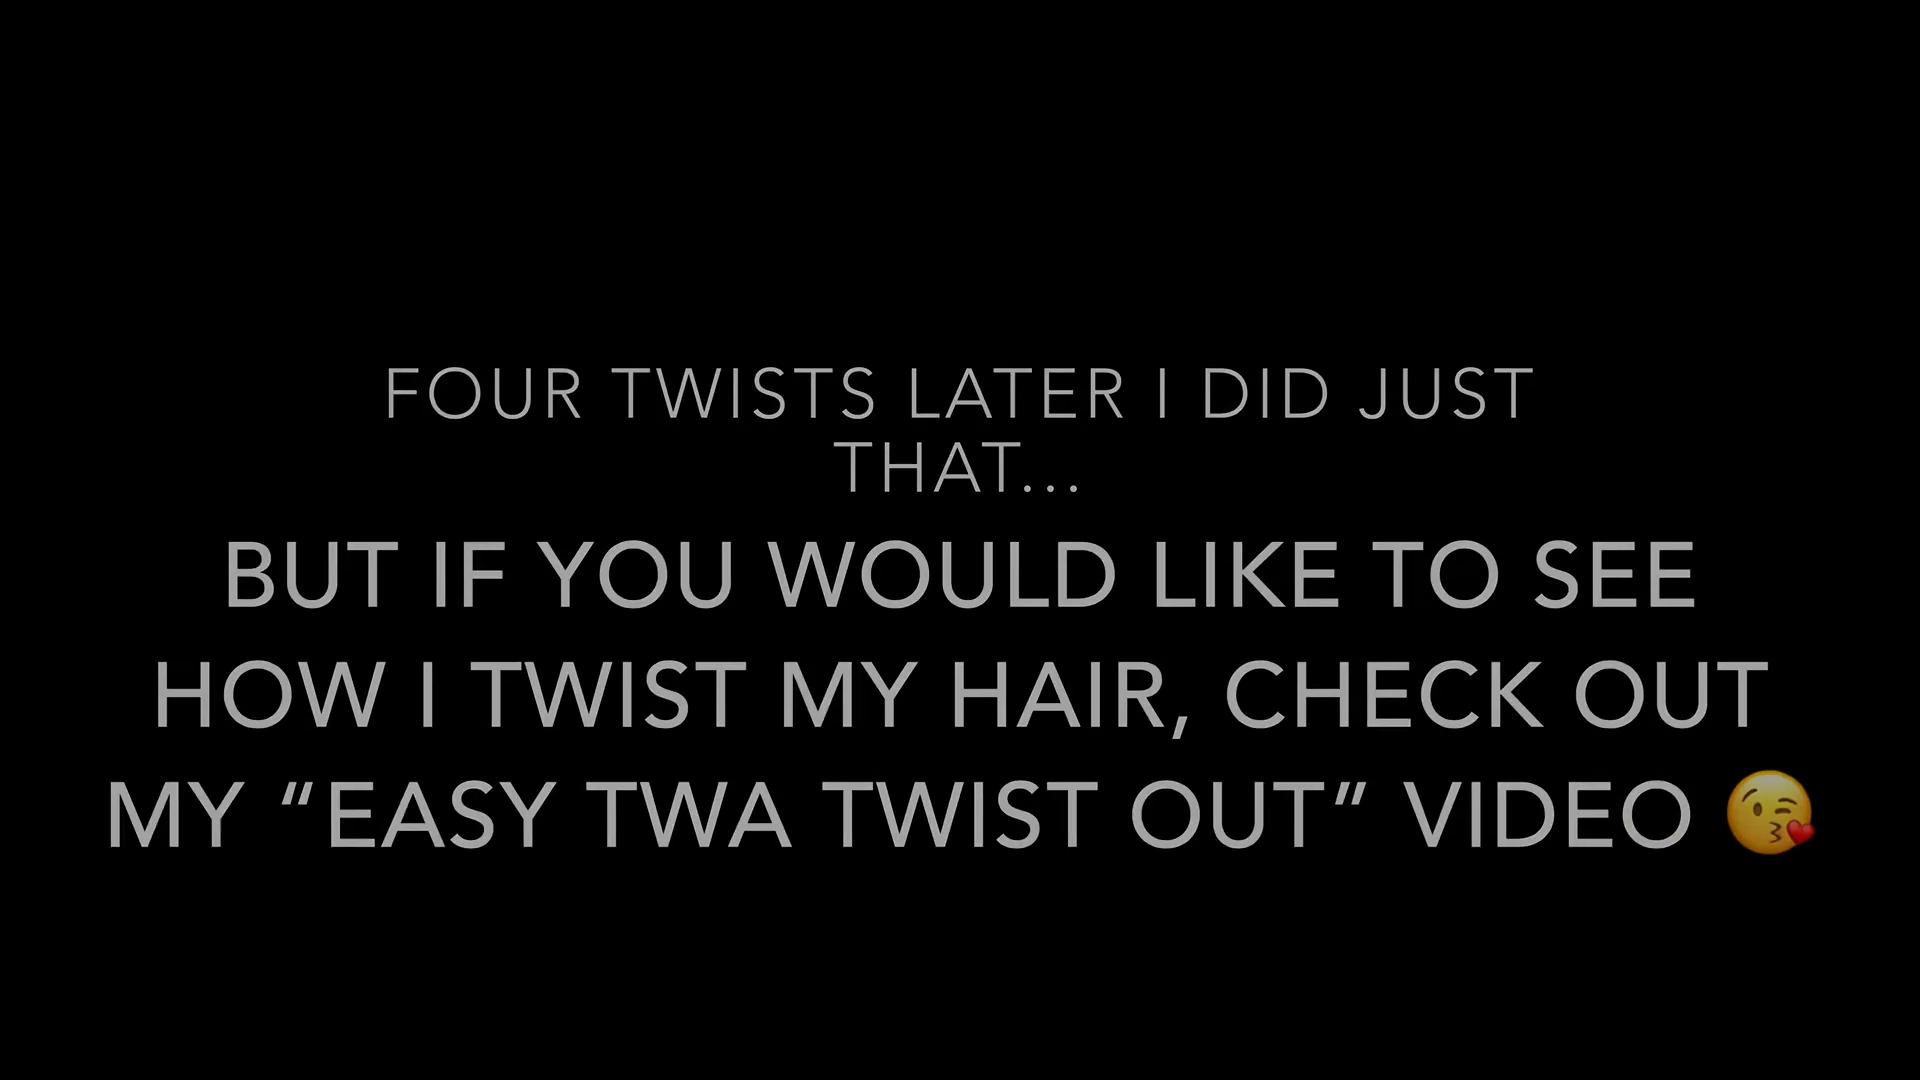 FOUR TWISTS LATER I DID JUST
THAT...
BUT IF YOU WOULD LIKE TO SEE
HOW I TWIST MY HAIR, CHECK OUT
MY “EASY TWA TWIST OUT” VIDEO 😘